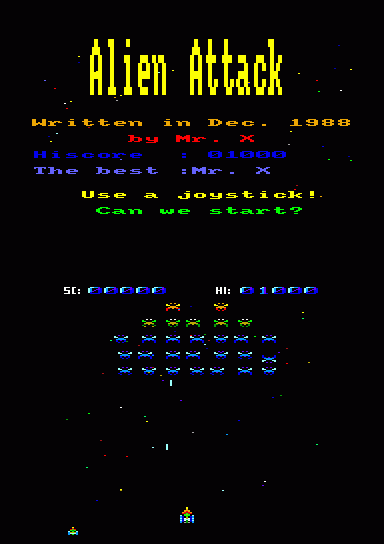 Alien Attack
Written in Dec. 1988
by Mr. X
Hiscore : 01000
The best :Mr. X
Use a joystick!
Can we start?
SC: 00000 HI: 01000